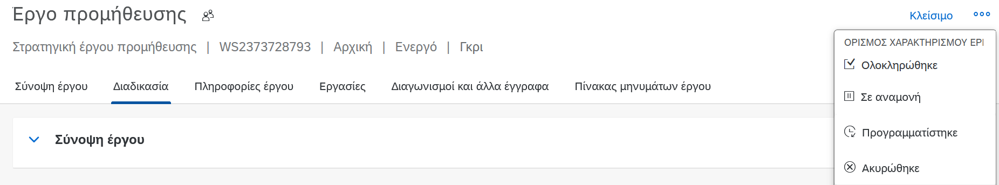 Έργο προμήθευσης
Κλείσιμο
Στρατηγική έργου προμήθευσης | WS2373728793 | Αρχική | Ενεργό | Γκρι
Σύνοψη έργου Διαδικασία Πληροφορίες έργου Εργασίες Διαγωνισμοί και άλλα έγγραφα Πίνακας μηνυμάτων έργου
Σύνοψη έργου
ΟΡΙΣΜΟΣ ΧΑΡΑΚΤΗΡΙΣΜΟΥ
Ολοκληρώθηκε
Σε αναμονή
Προγραμματίστηκε
Ακυρώθηκε